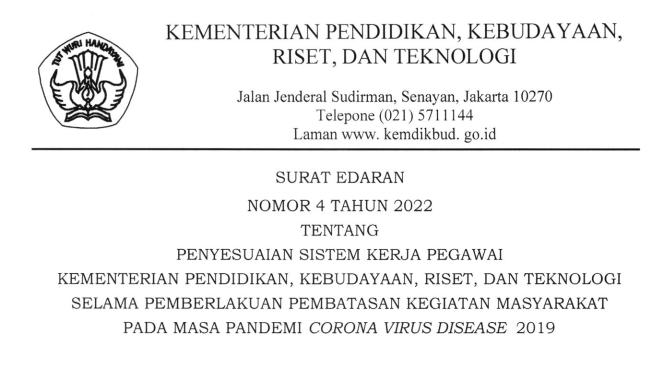 TUT WURI HANDAYANI
KEMENTERIAN PENDIDIKAN, KEBUDAYAAN,
RISET, DAN TEKNOLOGI
Jalan Jenderal Sudirman, Senayan, Jakarta 10270
Telepone (021) 5711144
Laman www. kemdikbud. go.id
SURAT EDARAN
NOMOR 4 TAHUN 2022
TENTANG
PENYESUAIAN SISTEM KERJA PEGAWAI
KEMENTERIAN PENDIDIKAN, KEBUDAYAAN, RISET, DAN TEKNOLOGI
SELAMA PEMBERLAKUAN PEMBATASAN KEGIATAN MASYARAKAT
PADA MASA PANDEMI CORONA VIRUS DISEASE 2019